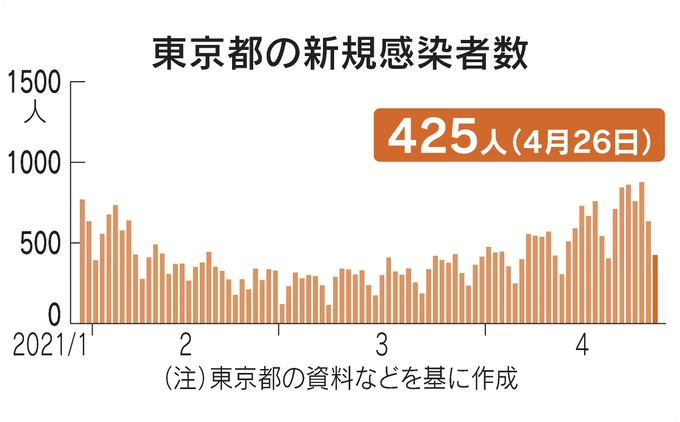 東京都の新規感染者数
1500
人
425人(4月26日)
1000
500
0
2021/1 2 3 4
(注)東京都の資料などを基に作成